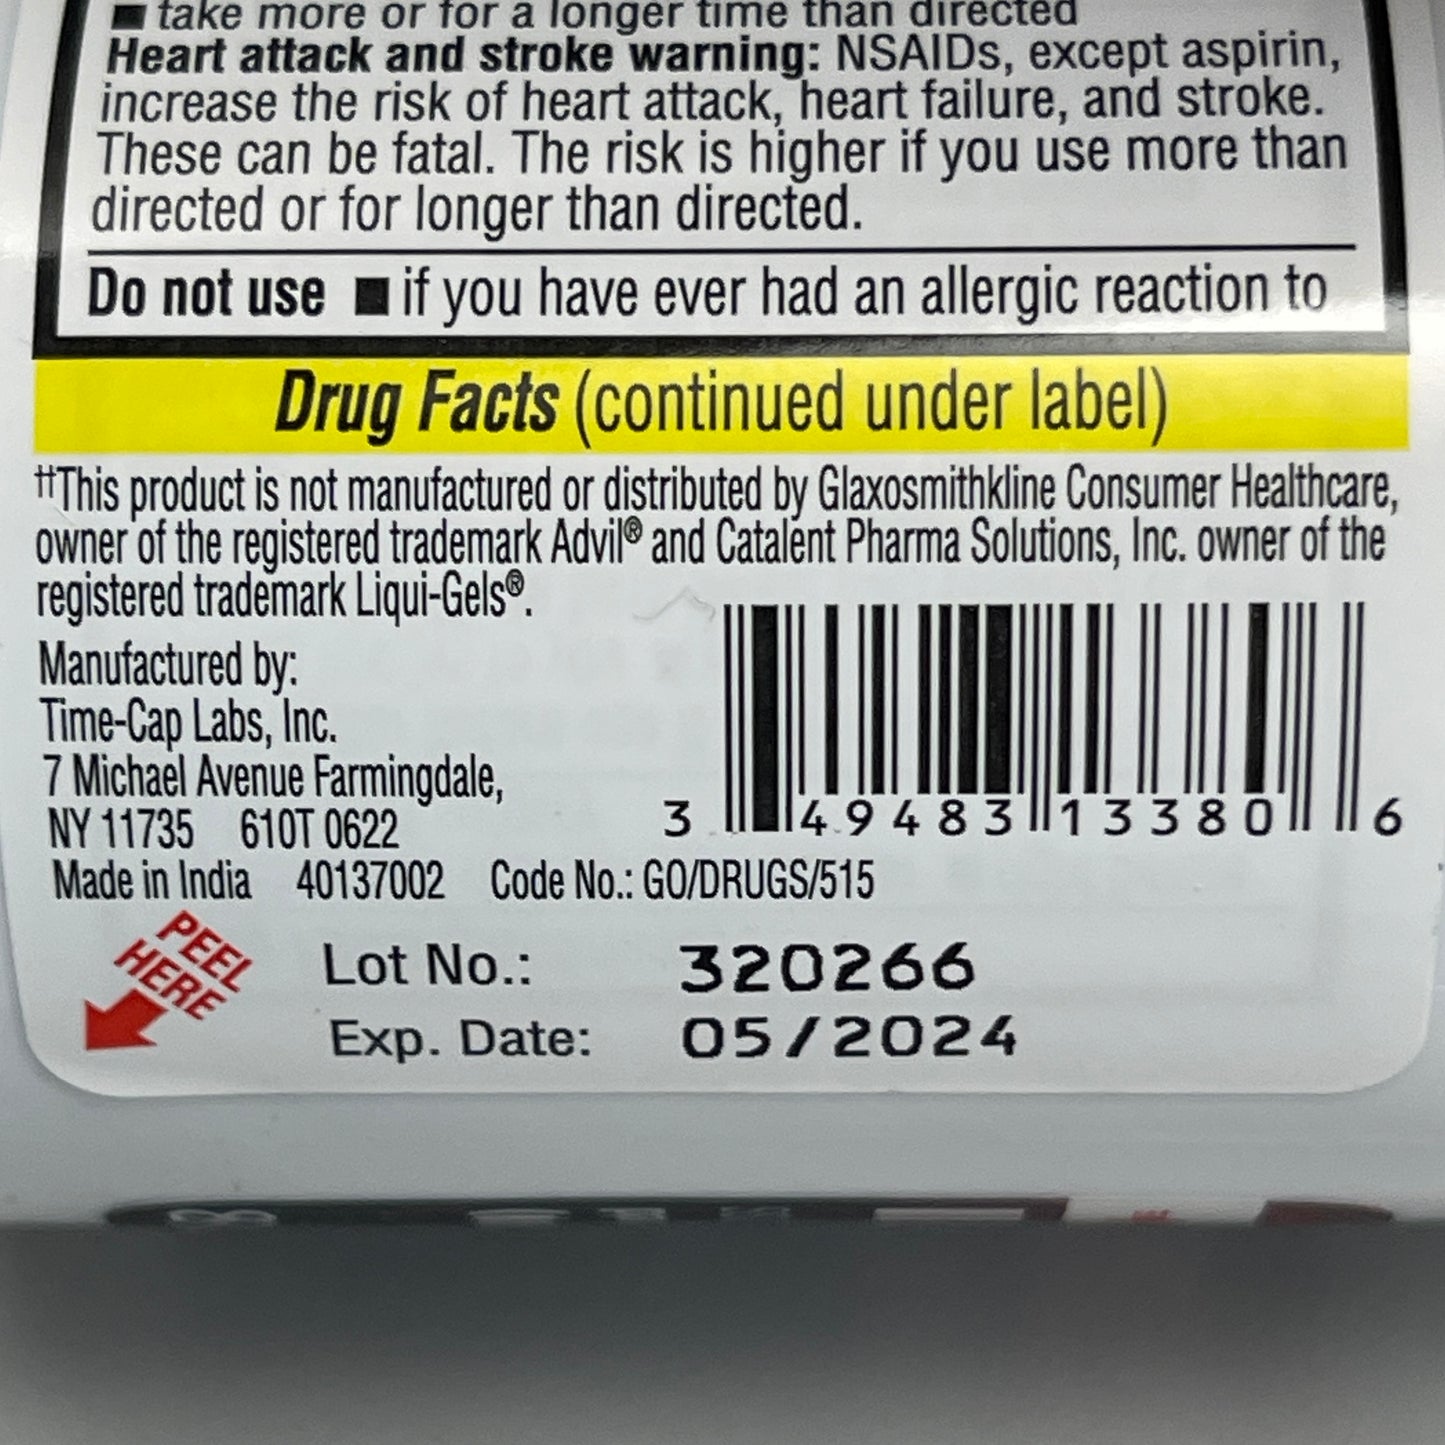 ■ take more or for a longer time than directed
Heart attack and stroke warning: NSAIDs, except aspirin,
increase the risk of heart attack, heart failure, and stroke.
These can be fatal. The risk is higher if you use more than
directed or for longer than directed.
Do not use ■ if you have ever had an allergic reaction to
Drug Facts (continued under label)
††This product is not manufactured or distributed by Glaxosmithkline Consumer Healthcare,
owner of the registered trademark Advil® and Catalent Pharma Solutions, Inc. owner of the
registered trademark Liqui-Gels®.
Manufactured by:
Time-Cap Labs, Inc.
7 Michael Avenue Farmingdale,
NY 11735 610T 0622
3 49483 13380 6
Made in India 40137002 Code No.: GO/DRUGS/515
PEEL
HERE
Lot No.: 320266
Exp. Date: 05/2024